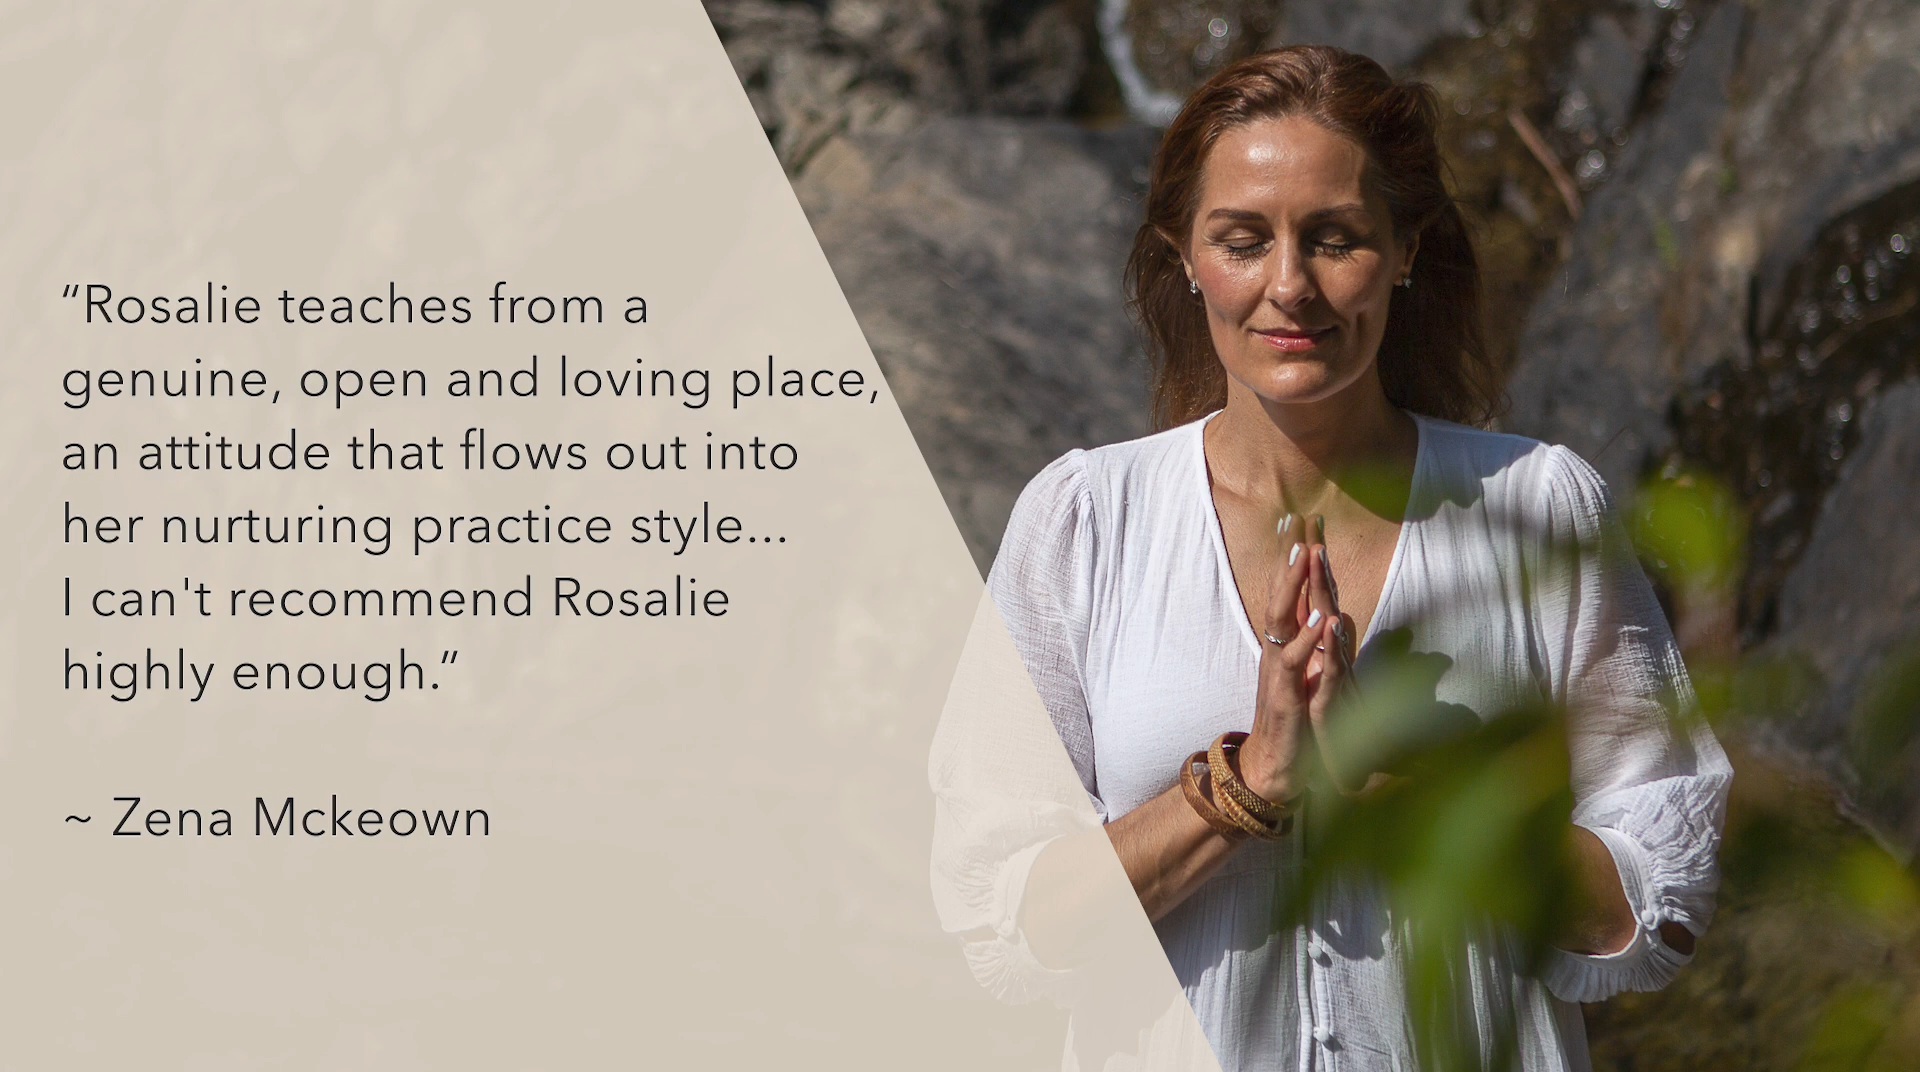 “Rosalie teaches from a
genuine, open and loving place,
an attitude that flows out into
her nurturing practice style...
I can't recommend Rosalie
highly enough.”
~ Zena Mckeown